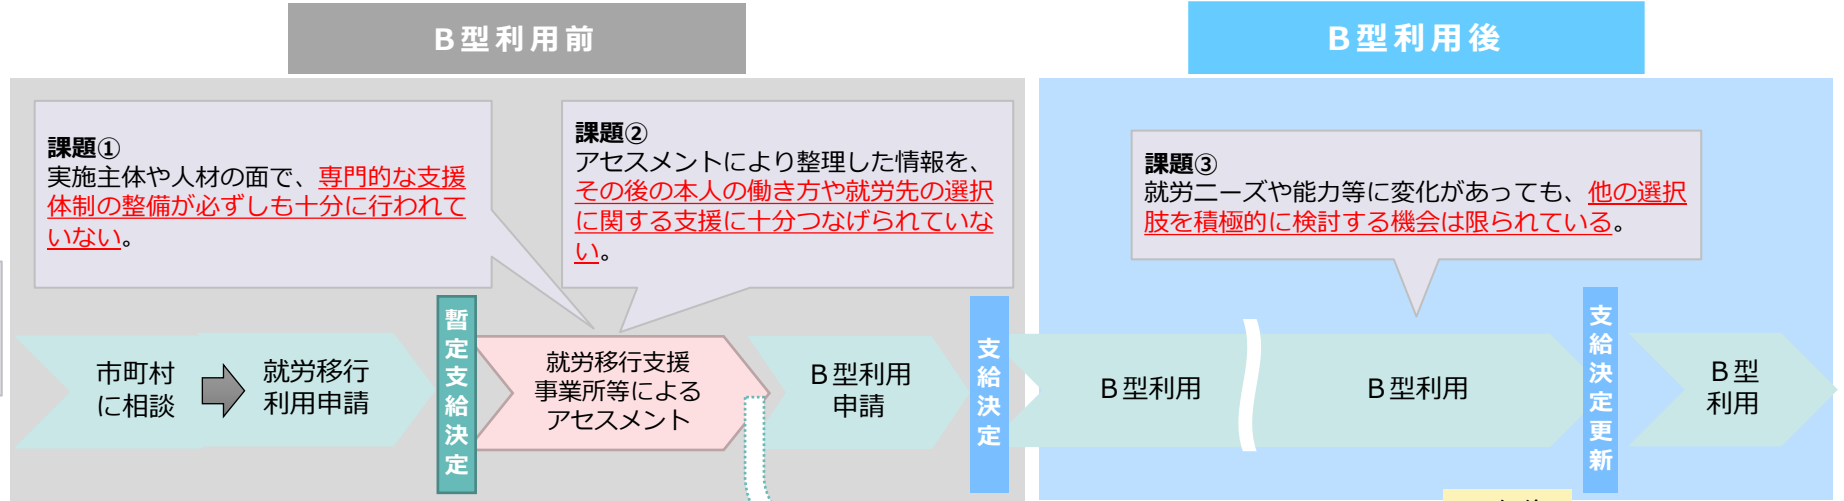 B型利用前
B型利用後
課題①
実施主体や人材の面で、専門的な支援
体制の整備が必ずしも十分に行われて
いない。
課題②
アセスメントにより整理した情報を、
その後の本人の働き方や就労先の選択
に関する支援に十分つなげられていな
い。
課題③
就労ニーズや能力等に変化があっても、他の選択
肢を積極的に検討する機会は限られている。
市町村
に相談
就労移行
利用申請
暫定支給決定
就労移行支援
事業所等による
アセスメント
B型利用
申請
支給決定
B型利用
B型利用
支給決定更新
B型
利用